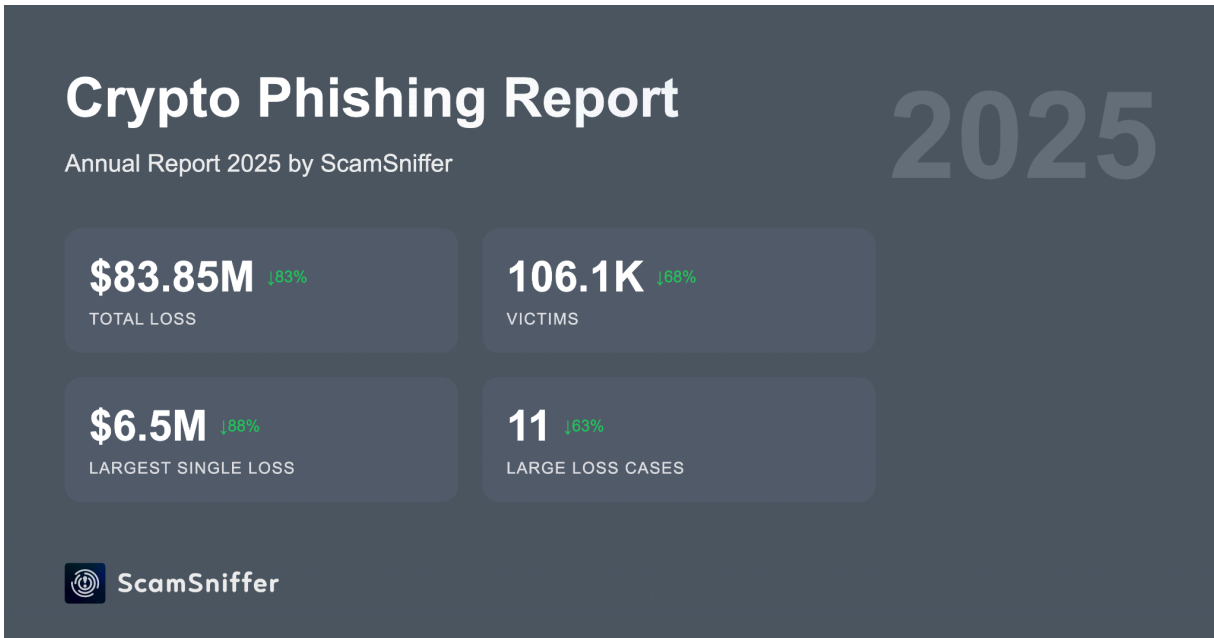 Crypto Phishing Report
2025
Annual Report 2025 by ScamSniffer
$83.85M ↓83%
TOTAL LOSS
106.1K ↓68%
VICTIMS
$6.5M ↓88%
LARGEST SINGLE LOSS
11 ↓63%
LARGE LOSS CASES
ScamSniffer